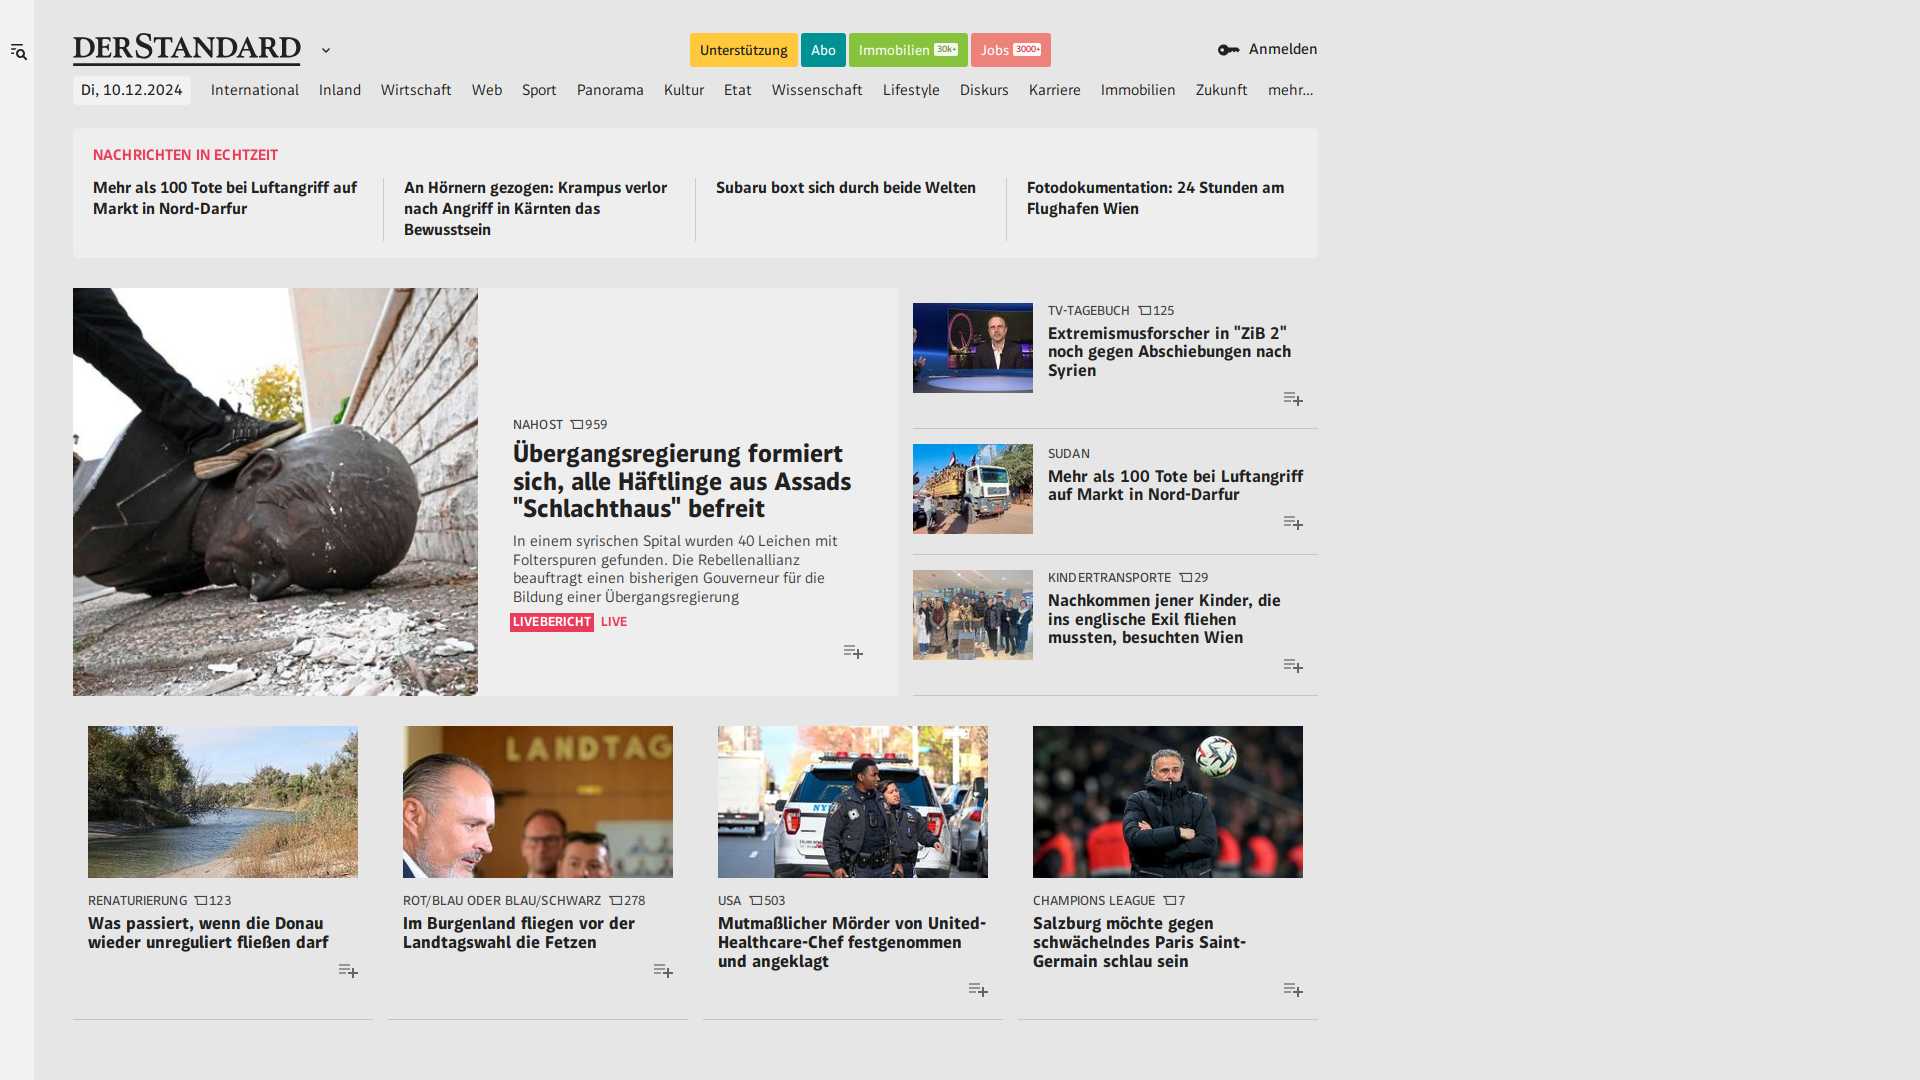 DERSTANDARD
Unterstützung
Abo
Immobilien 30k+
Jobs 3000+
Anmelden
Di, 10.12.2024
International
Inland
Wirtschaft
Web
Sport
Panorama
Kultur
Etat
Wissenschaft
Lifestyle
Diskurs
Karriere
Immobilien
Zukunft
mehr...
NACHRICHTEN IN ECHTZEIT
Mehr als 100 Tote bei Luftangriff auf
Markt in Nord-Darfur
An Hörnern gezogen: Krampus verlor
nach Angriff in Kärnten das
Bewusstsein
Subaru boxt sich durch beide Welten
Fotodokumentation: 24 Stunden am
Flughafen Wien
NAHOST 959
Übergangsregierung formiert
sich, alle Häftlinge aus Assads
"Schlachthaus" befreit
In einem syrischen Spital wurden 40 Leichen mit
Folterspuren gefunden. Die Rebellenallianz
beauftragt einen bisherigen Gouverneur für die
Bildung einer Übergangsregierung
LIVEBERICHT LIVE
TV-TAGEBUCH 125
Extremismusforscher in "ZiB 2"
noch gegen Abschiebungen nach
Syrien
SUDAN
Mehr als 100 Tote bei Luftangriff
auf Markt in Nord-Darfur
KINDERTRANSPORTE 29
Nachkommen jener Kinder, die
ins englische Exil fliehen
mussten, besuchten Wien
RENATURIERUNG 123
Was passiert, wenn die Donau
wieder unreguliert fließen darf
LANDTAG
ROT/BLAU ODER BLAU/SCHWARZ 278
Im Burgenland fliegen vor der
Landtagswahl die Fetzen
USA 503
Mutmaßlicher Mörder von United-
Healthcare-Chef festgenommen
und angeklagt
CHAMPIONS LEAGUE 7
Salzburg möchte gegen
schwächelndes Paris Saint-
Germain schlau sein